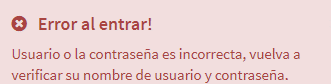 Error al entrar!
Usuario o la contraseña es incorrecta, vuelva a
verificar su nombre de usuario y contraseña.